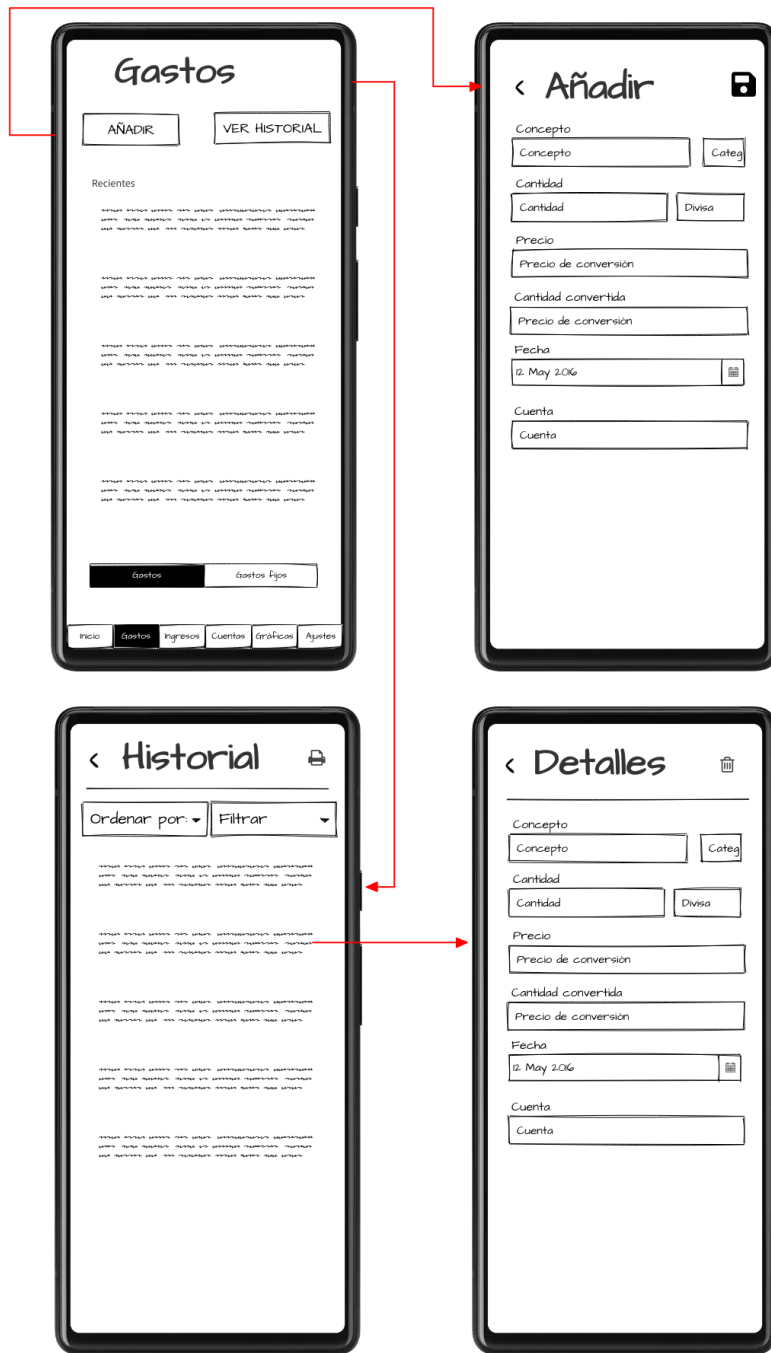 Gastos
AÑADIR
VER HISTORIAL
Recientes
Gastos
Gastos fijos
Inicio
Gastos
Ingresos
Cuentas
Gráficas
Ajustes
Añadir
Concepto
Concepto
Categ
Cantidad
Cantidad
Divisa
Precio
Precio de conversión
Cantidad convertida
Precio de conversión
Fecha
12 May 2016
Cuenta
Cuenta
Historial
Ordenar por:
Filtrar
Detalles
Concepto
Concepto
Categ
Cantidad
Cantidad
Divisa
Precio
Precio de conversión
Cantidad convertida
Precio de conversión
Fecha
12 May 2016
Cuenta
Cuenta